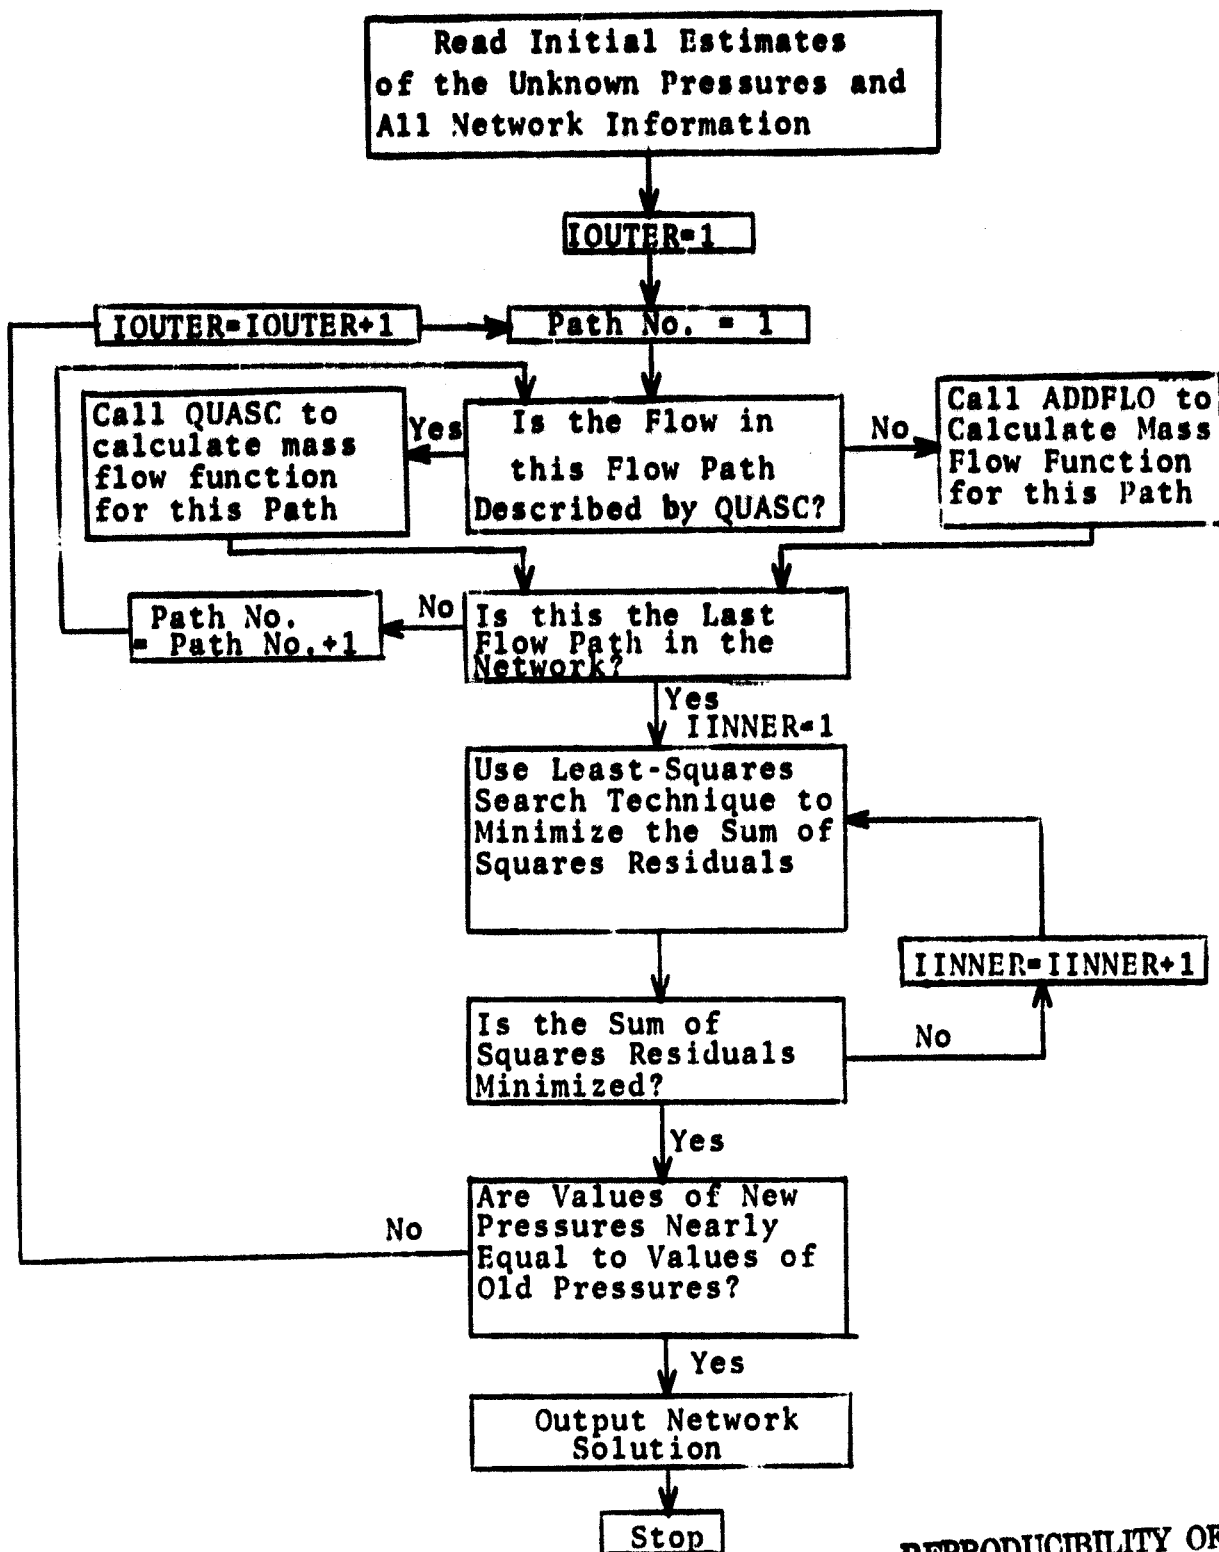 Read Initial Estimates
of the Unknown Pressures and
All Network Information
IOUTER=1
IOUTER=IOUTER+1
Path No. = 1
Call QUASC to
calculate mass
flow function
for this Path
Yes
Is the Flow in
this Flow Path
Described by QUASC?
No
Call ADDFLO to
Calculate Mass
Flow Function
for this Path
Path No.
= Path No.+1
No
Is this the Last
Flow Path in the
Network?
Yes
IINNER=1
Use Least-Squares
Search Technique to
Minimize the Sum of
Squares Residuals
IINNER=IINNER+1
Is the Sum of
Squares Residuals
Minimized?
No
Yes
Are Values of New
Pressures Nearly
Equal to Values of
Old Pressures?
No
Yes
Output Network
Solution
Stop
REPRODUCIBILITY OF